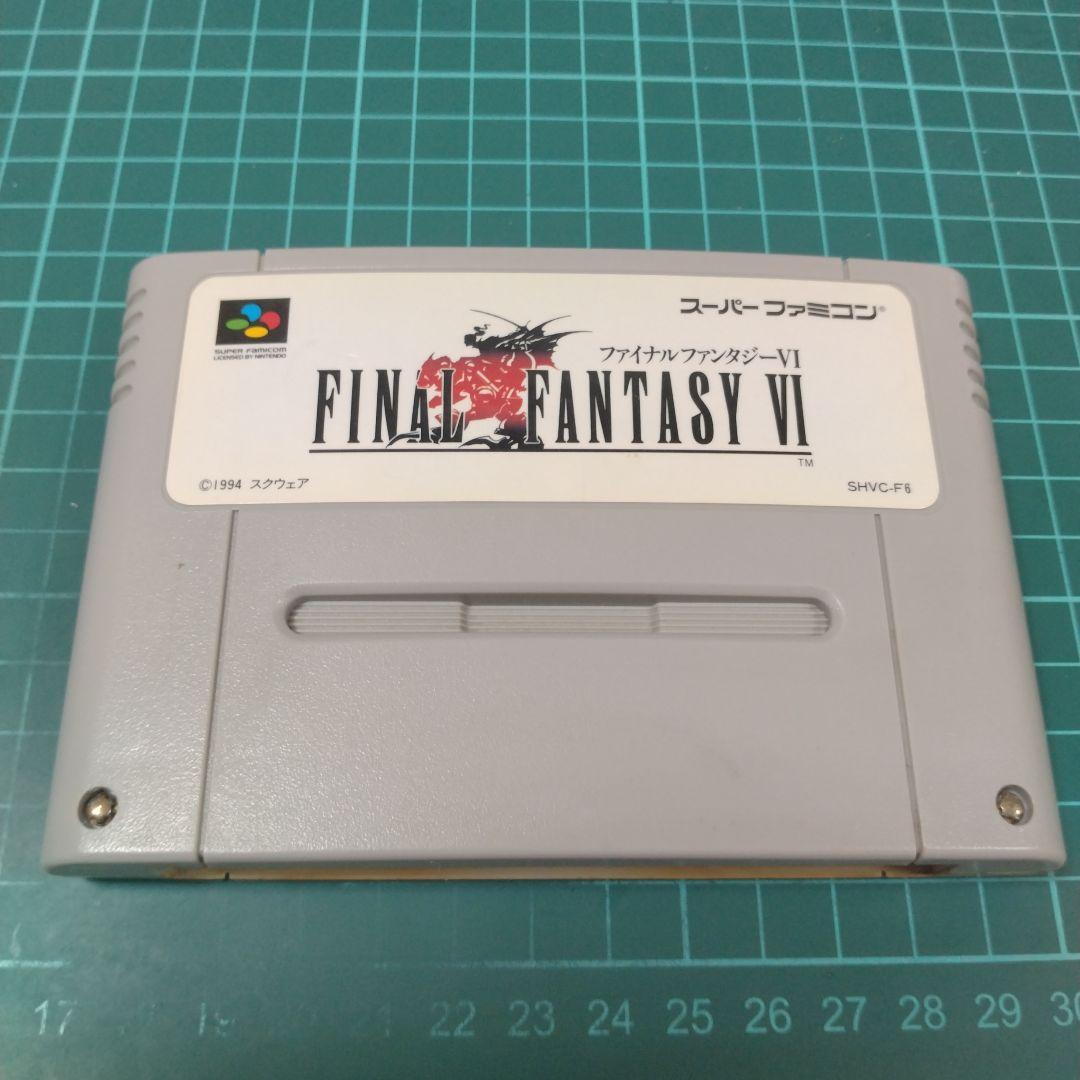 スーパーファミコン®
SUPER FAMICOM
LICENSED BY NINTENDO
ファイナルファンタジーVI
FINAL FANTASY VI
TM
©1994 スクウェア
SHVC-F6
17 19 22 23 24 25 26 27 28 29 30